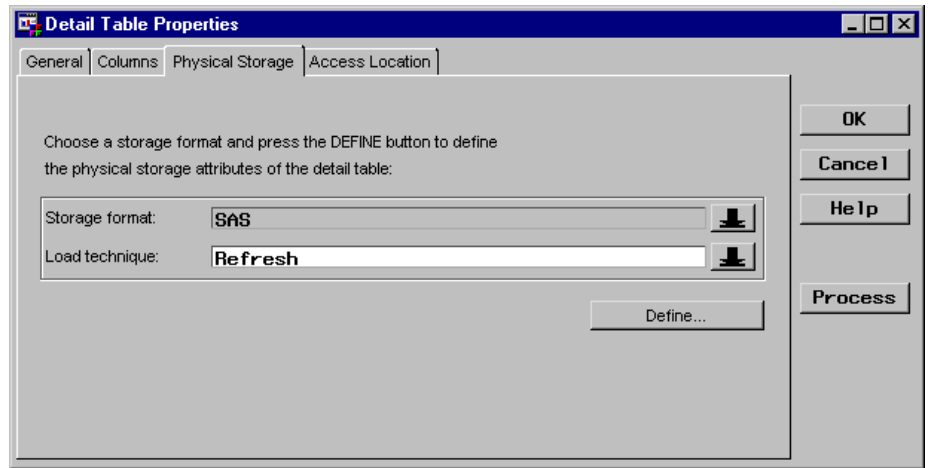 Detail Table Properties
General Columns Physical Storage Access Location
Choose a storage format and press the DEFINE button to define
the physical storage attributes of the detail table:
Storage format: SAS
Load technique: Refresh
Define...
OK
Cancel
Help
Process